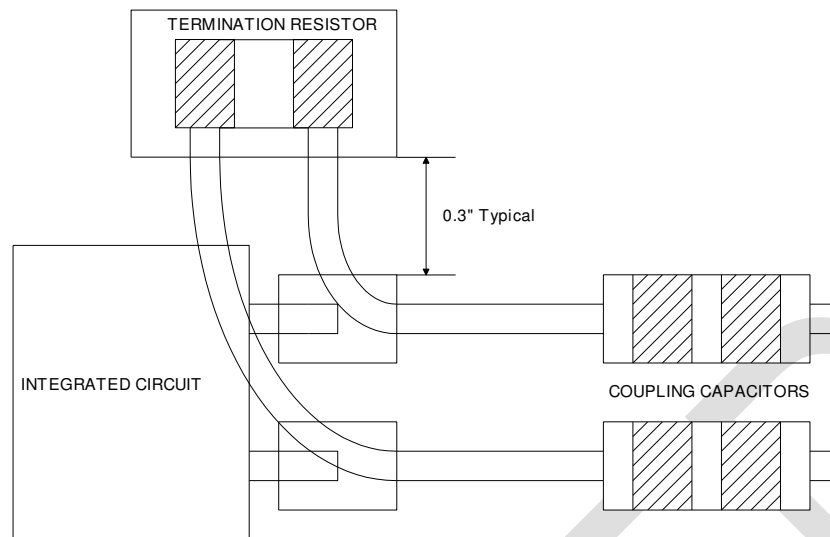 TERMINATION RESISTOR
0.3" Typical
INTEGRATED CIRCUIT
COUPLING CAPACITORS